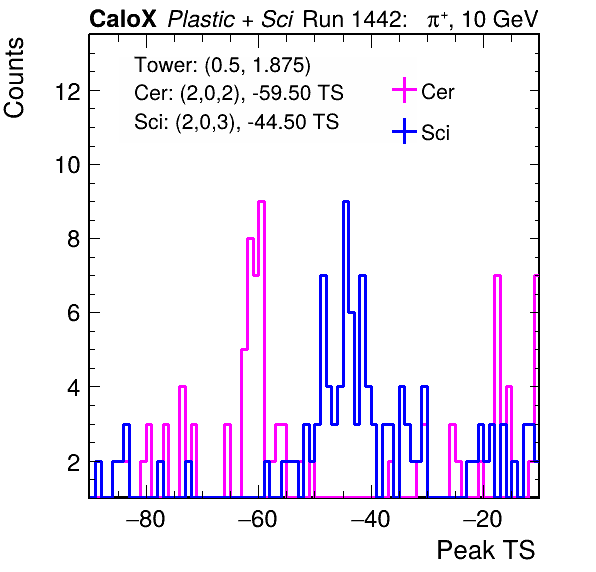 CaloX Plastic + Sci Run 1442: π⁺, 10 GeV
Counts
Tower: (0.5, 1.875)
Cer: (2,0,2), -59.50 TS
Sci: (2,0,3), -44.50 TS
Cer
Sci
12
10
8
6
4
2
−80 −60 −40 −20
Peak TS